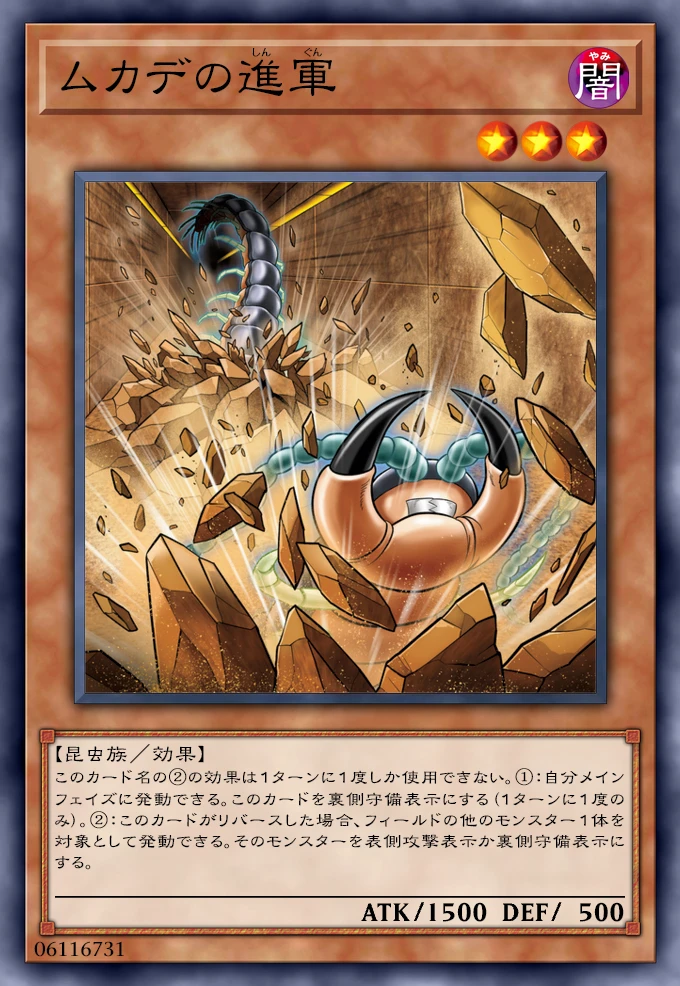 しん ぐん
ムカデの進軍
やみ
闇
【昆虫族／効果】
このカード名の②の効果は1ターンに1度しか使用できない。①：自分メイン
フェイズに発動できる。このカードを裏側守備表示にする（1ターンに1度の
み）。②：このカードがリバースした場合、フィールドの他のモンスター1体を
対象として発動できる。そのモンスターを表側攻撃表示か裏側守備表示に
する。
ATK/1500 DEF/ 500
06116731